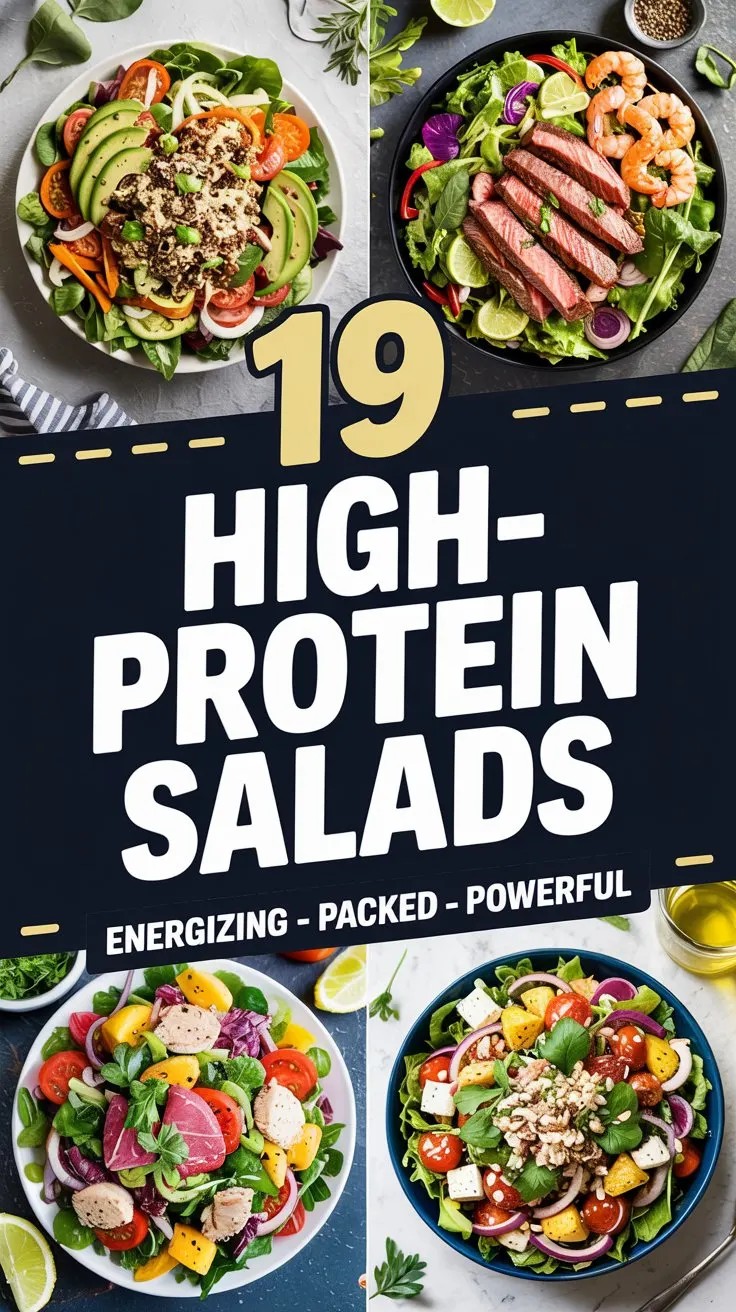 19
HIGH-
PROTEIN
SALADS
ENERGIZING - PACKED - POWERFUL